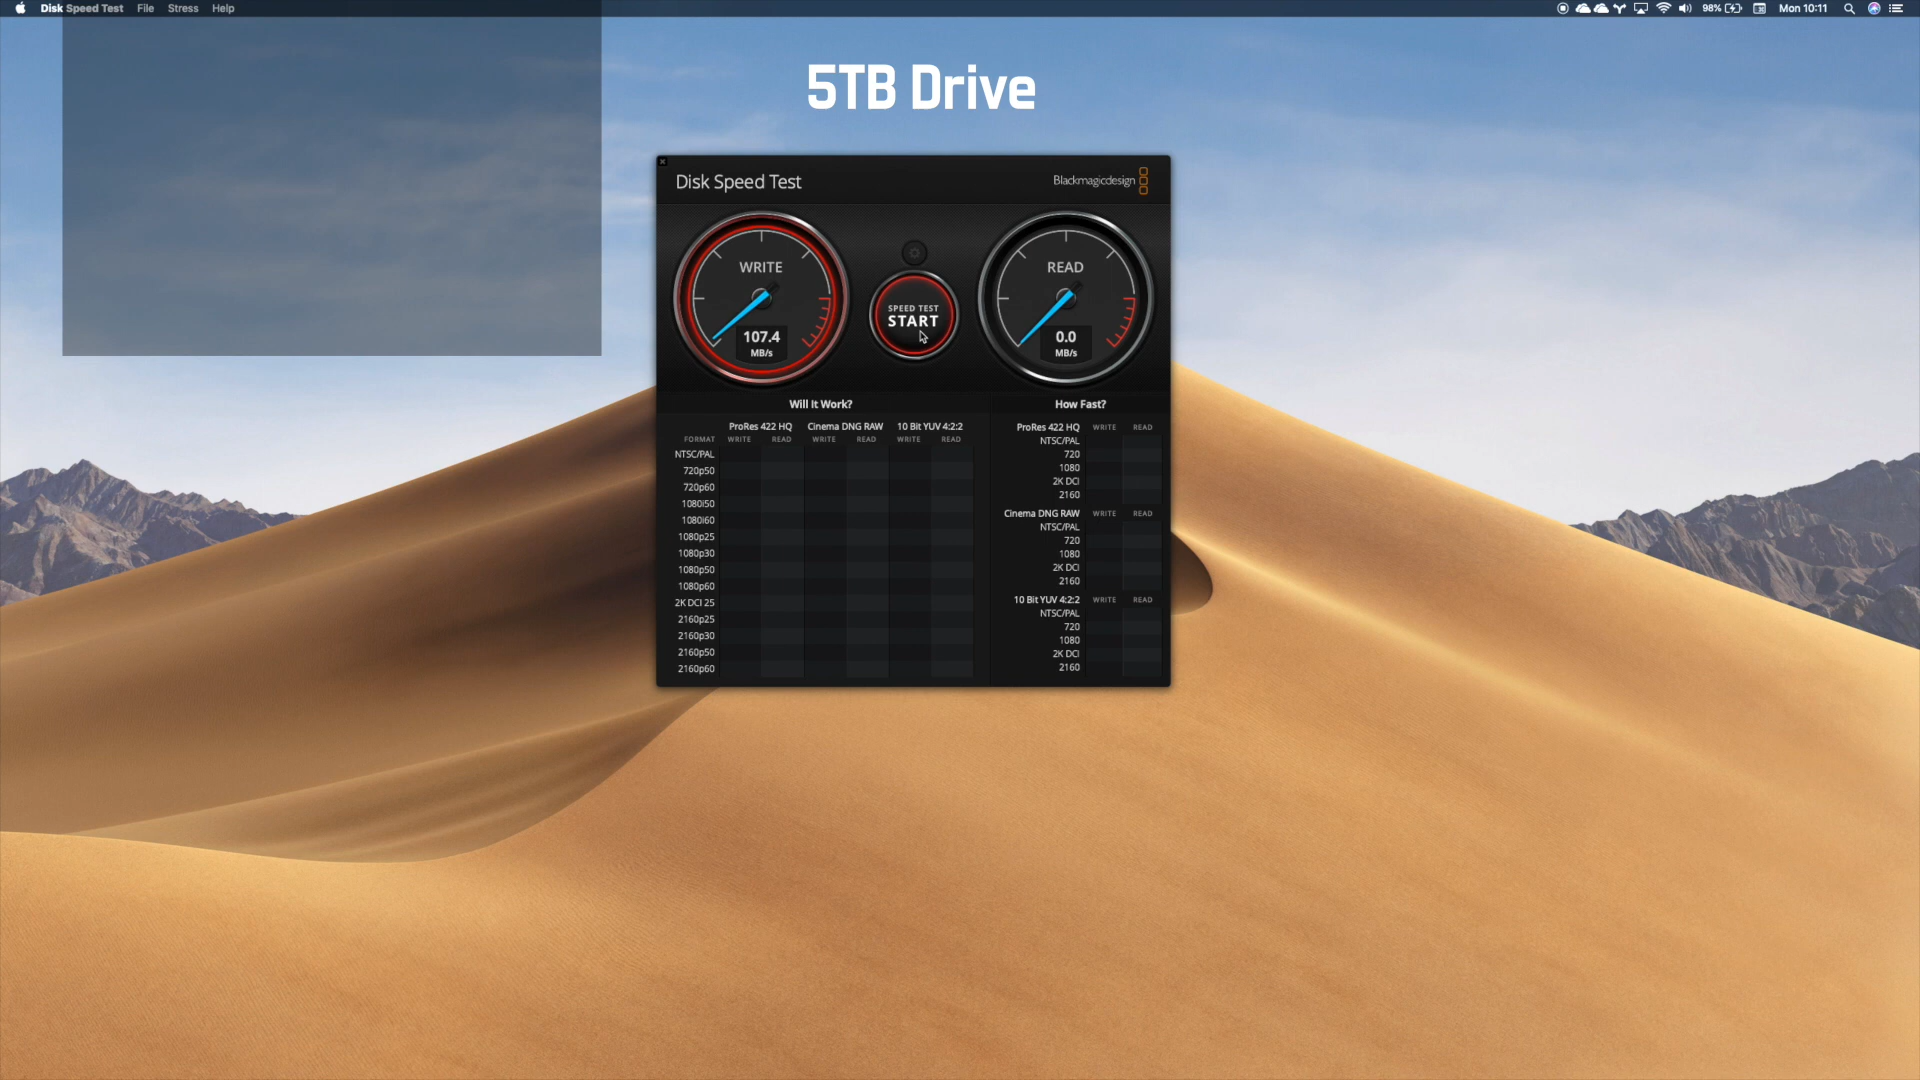 Disk Speed Test File Stress Help 98% Mon 10:11
5TB Drive
Disk Speed Test
Blackmagicdesign
WRITE
107.4
MB/s
SPEED TEST
START
READ
0.0
MB/s
Will It Work?
ProRes 422 HQ Cinema DNG RAW 10 Bit YUV 4:2:2
FORMAT WRITE READ WRITE READ WRITE READ
NTSC/PAL
720p50
720p60
1080i50
1080i60
1080p25
1080p30
1080p50
1080p60
2K DCI 25
2160p25
2160p30
2160p50
2160p60
How Fast?
ProRes 422 HQ WRITE READ
NTSC/PAL
720
1080
2K DCI
2160
Cinema DNG RAW WRITE READ
NTSC/PAL
720
1080
2K DCI
2160
10 Bit YUV 4:2:2 WRITE READ
NTSC/PAL
720
1080
2K DCI
2160